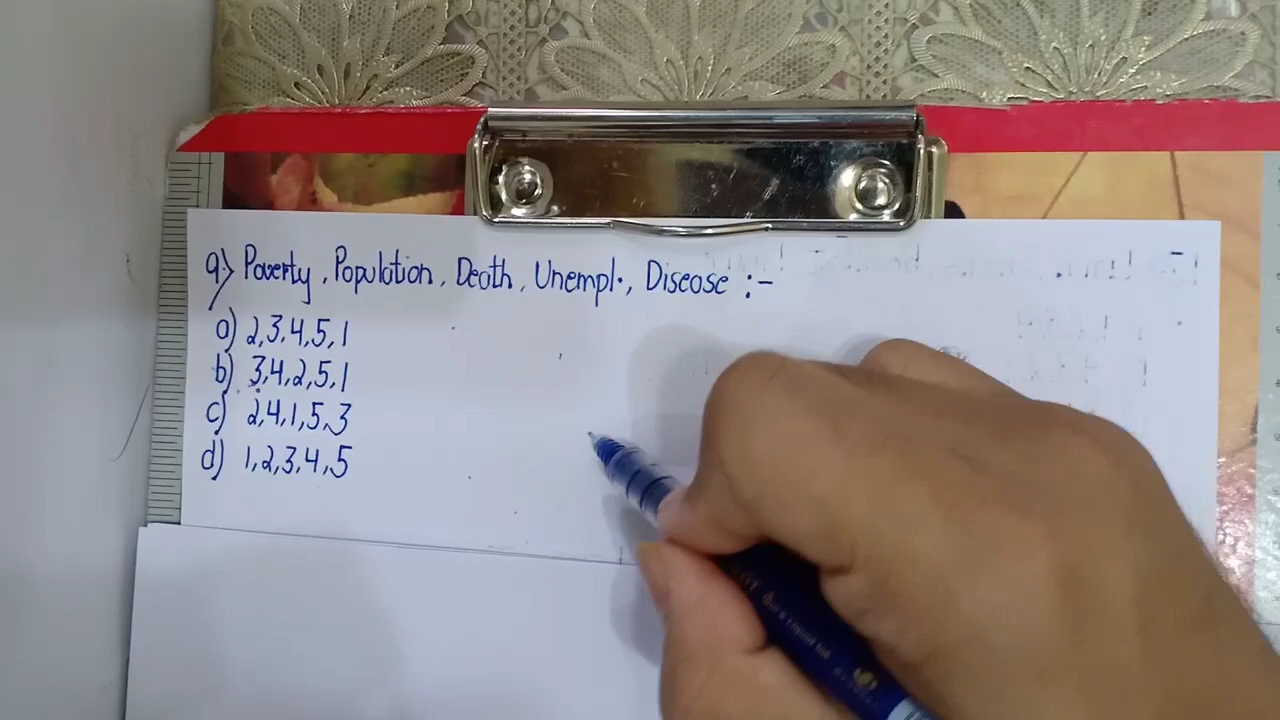 9) Poverty, Population, Death, Unempl., Disease :-
a) 2,3,4,5,1
b) 3,4,2,5,1
c) 2,4,1,5,3
d) 1,2,3,4,5